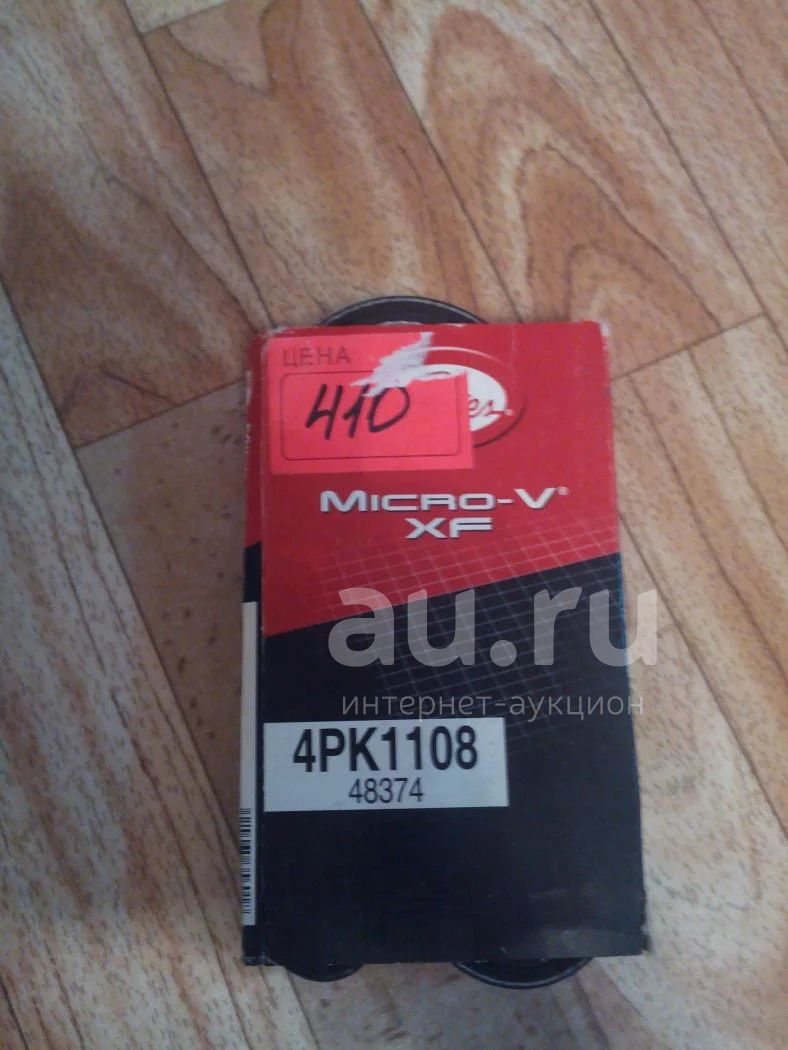 ЦЕНА
410
MICRO-V®
XF
au.ru
интернет-аукцион
4PK1108
48374